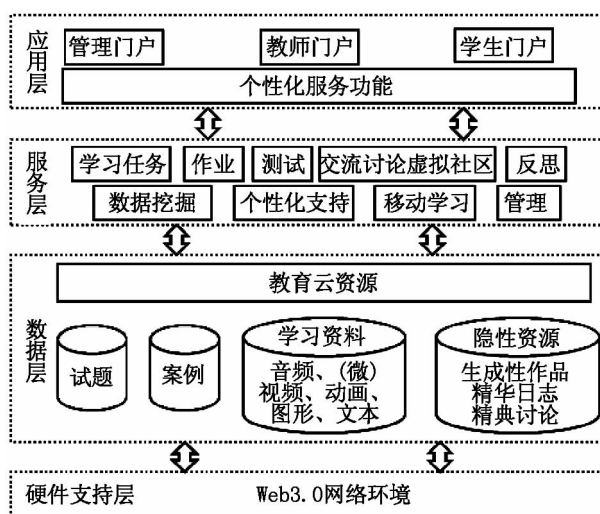 应用层
管理门户 教师门户 学生门户
个性化服务功能
服务层
学习任务 作业 测试 交流讨论虚拟社区 反思
数据挖掘 个性化支持 移动学习 管理
数据层
教育云资源
试题 案例
学习资料
音频、(微)
视频、动画、
图形、文本
隐性资源
生成性作品
精华日志
精典讨论
硬件支持层 Web3.0网络环境